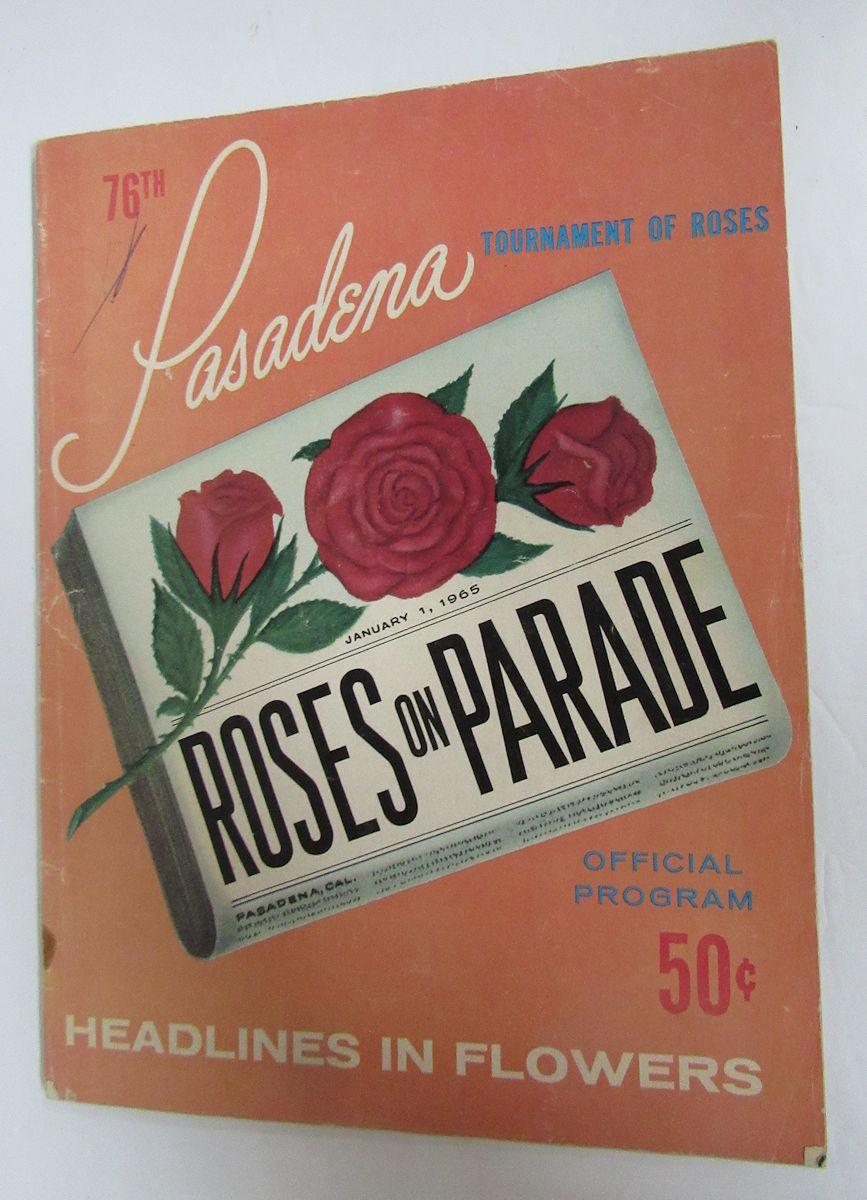 76TH
Pasadena
TOURNAMENT OF ROSES
JANUARY 1, 1965
ROSES ON PARADE
PASADENA, CAL.
OFFICIAL
PROGRAM
50¢
HEADLINES IN FLOWERS